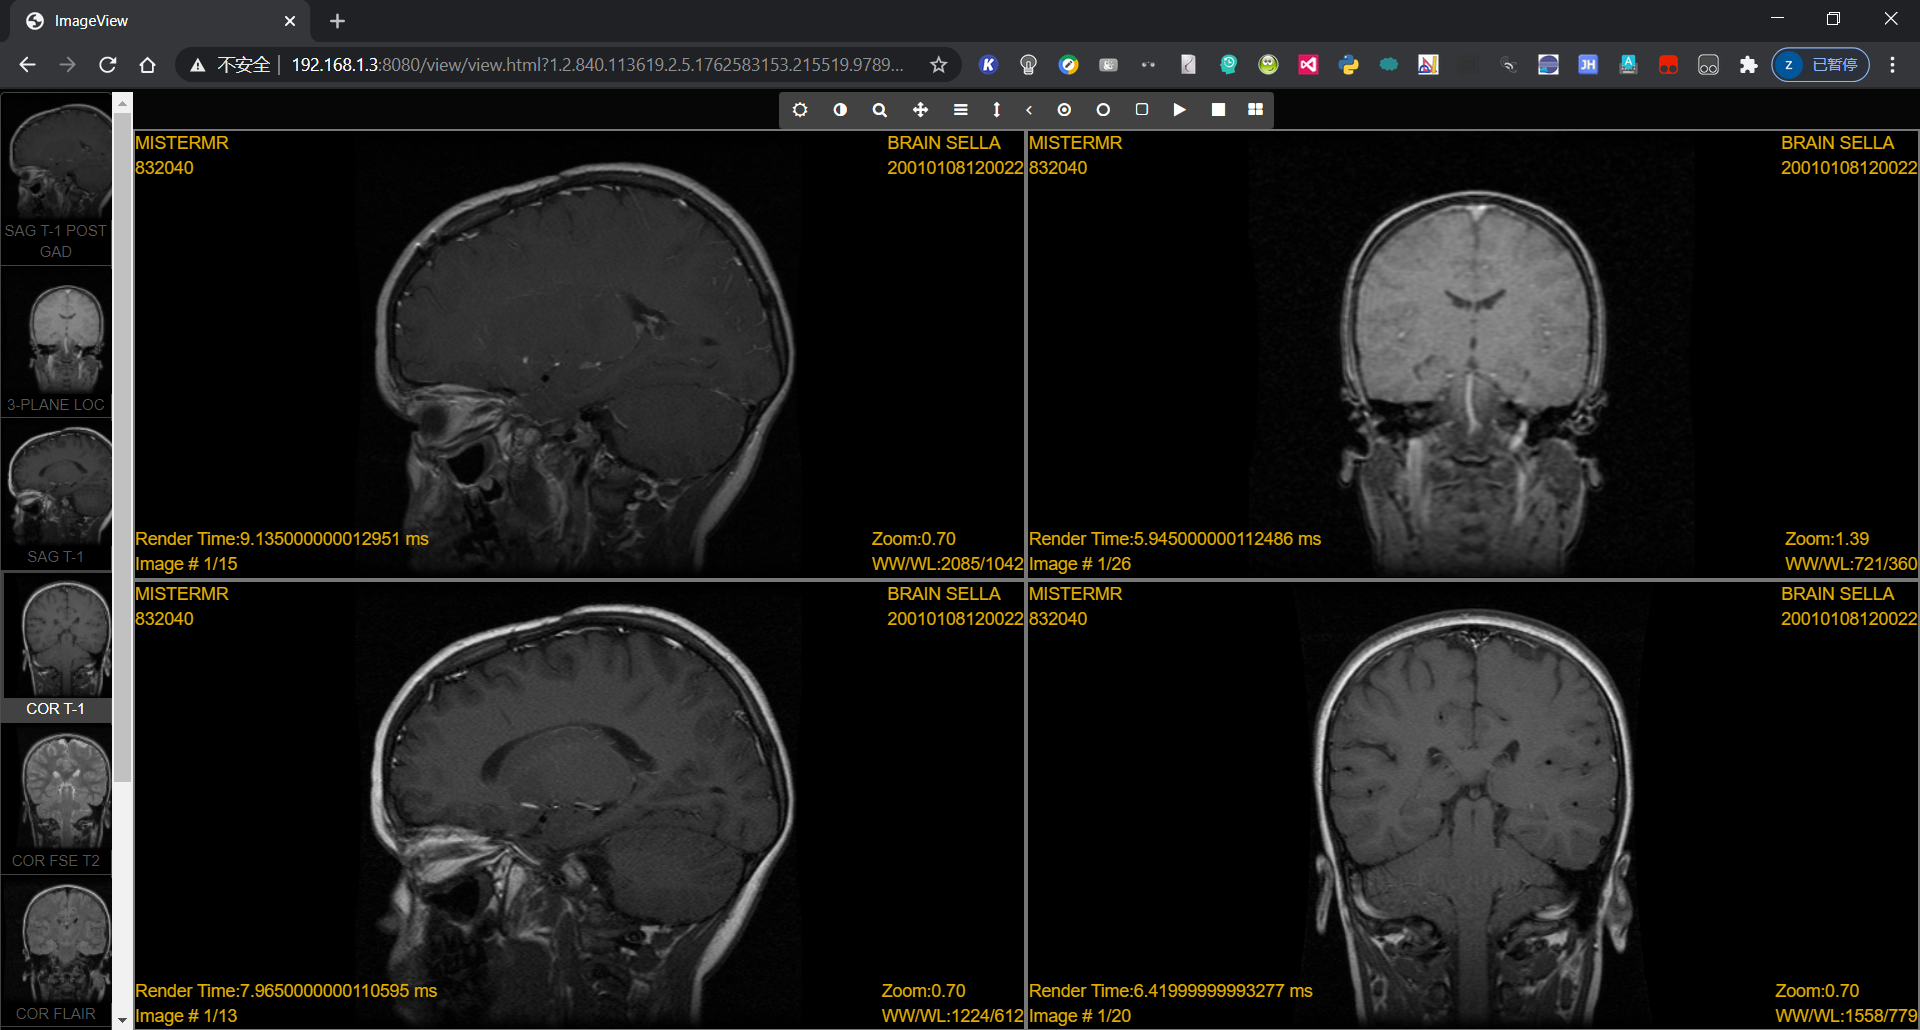 ImageView
不安全
192.168.1.3:8080/view/view.html?1.2.840.113619.2.5.1762583153.215519.9789...
JH
Z 已暂停
SAG T-1 POST
GAD
3-PLANE LOC
SAG T-1
COR T-1
COR FSE T2
COR FLAIR
MISTERMR
832040
BRAIN SELLA
20010108120022
Render Time:9.135000000012951 ms
Image # 1/15
Zoom:0.70
WW/WL:2085/1042
MISTERMR
832040
BRAIN SELLA
20010108120022
Render Time:5.945000000112486 ms
Image # 1/26
Zoom:1.39
WW/WL:721/360
MISTERMR
832040
BRAIN SELLA
20010108120022
Render Time:7.9650000000110595 ms
Image # 1/13
Zoom:0.70
WW/WL:1224/612
MISTERMR
832040
BRAIN SELLA
20010108120022
Render Time:6.41999999993277 ms
Image # 1/20
Zoom:0.70
WW/WL:1558/779